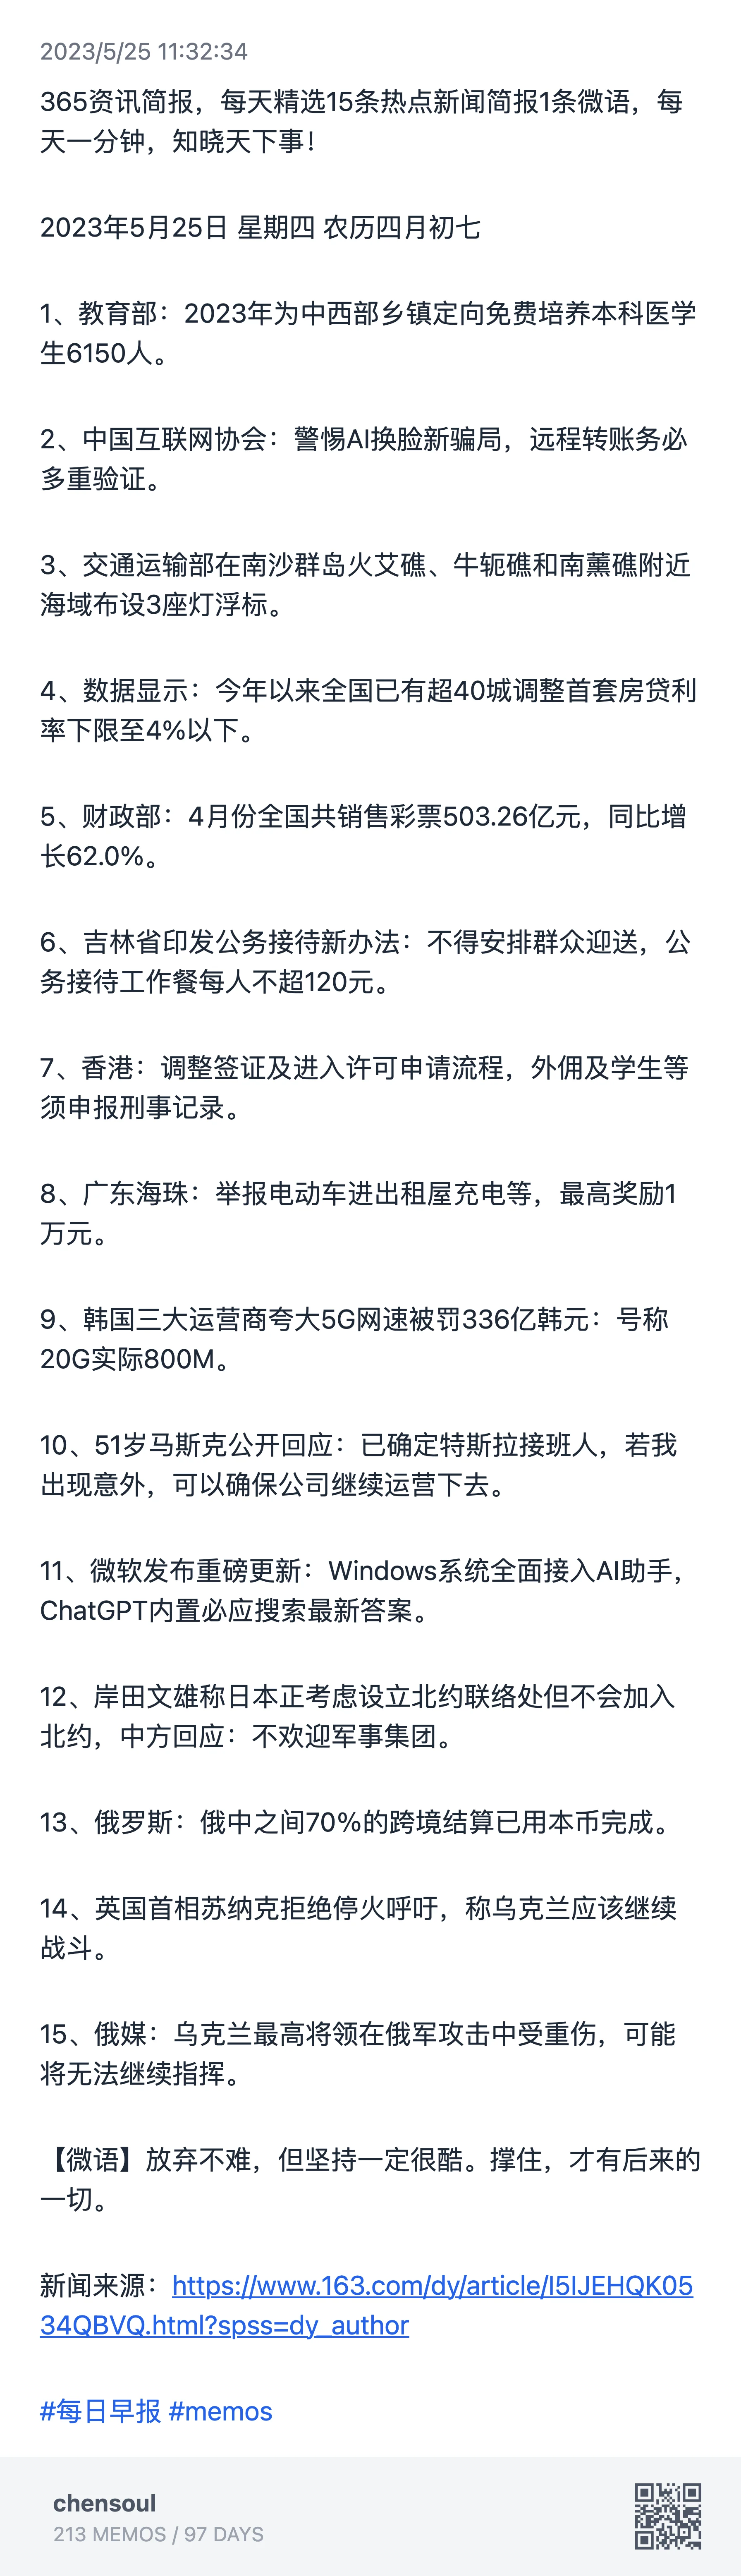 2023/5/25 11:32:34
365资讯简报，每天精选15条热点新闻简报1条微语，每
天一分钟，知晓天下事！
2023年5月25日 星期四 农历四月初七
1、教育部：2023年为中西部乡镇定向免费培养本科医学
生6150人。
2、中国互联网协会：警惕AI换脸新骗局，远程转账务必
多重验证。
3、交通运输部在南沙群岛火艾礁、牛轭礁和南薰礁附近
海域布设3座灯浮标。
4、数据显示：今年以来全国已有超40城调整首套房贷利
率下限至4%以下。
5、财政部：4月份全国共销售彩票503.26亿元，同比增
长62.0%。
6、吉林省印发公务接待新办法：不得安排群众迎送，公
务接待工作餐每人不超120元。
7、香港：调整签证及进入许可申请流程，外佣及学生等
须申报刑事记录。
8、广东海珠：举报电动车进出租屋充电等，最高奖励1
万元。
9、韩国三大运营商夸大5G网速被罚336亿韩元：号称
20G实际800M。
10、51岁马斯克公开回应：已确定特斯拉接班人，若我
出现意外，可以确保公司继续运营下去。
11、微软发布重磅更新：Windows系统全面接入AI助手，
ChatGPT内置必应搜索最新答案。
12、岸田文雄称日本正考虑设立北约联络处但不会加入
北约，中方回应：不欢迎军事集团。
13、俄罗斯：俄中之间70%的跨境结算已用本币完成。
14、英国首相苏纳克拒绝停火呼吁，称乌克兰应该继续
战斗。
15、俄媒：乌克兰最高将领在俄军攻击中受重伤，可能
将无法继续指挥。
【微语】放弃不难，但坚持一定很酷。撑住，才有后来的
一切。
新闻来源：https://www.163.com/dy/article/I5IJEHQK05
34QBVQ.html?spss=dy_author
#每日早报 #memos
chensoul
213 MEMOS / 97 DAYS